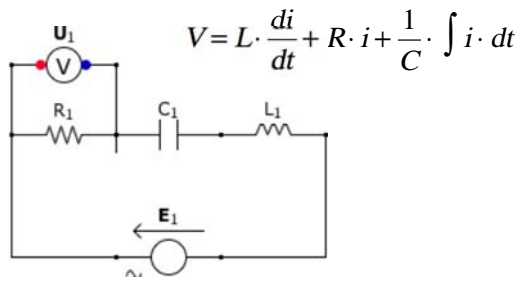 U₁
V = L· di/dt + R· i + 1/C · ∫ i· dt
V
R₁
C₁
L₁
E₁
~